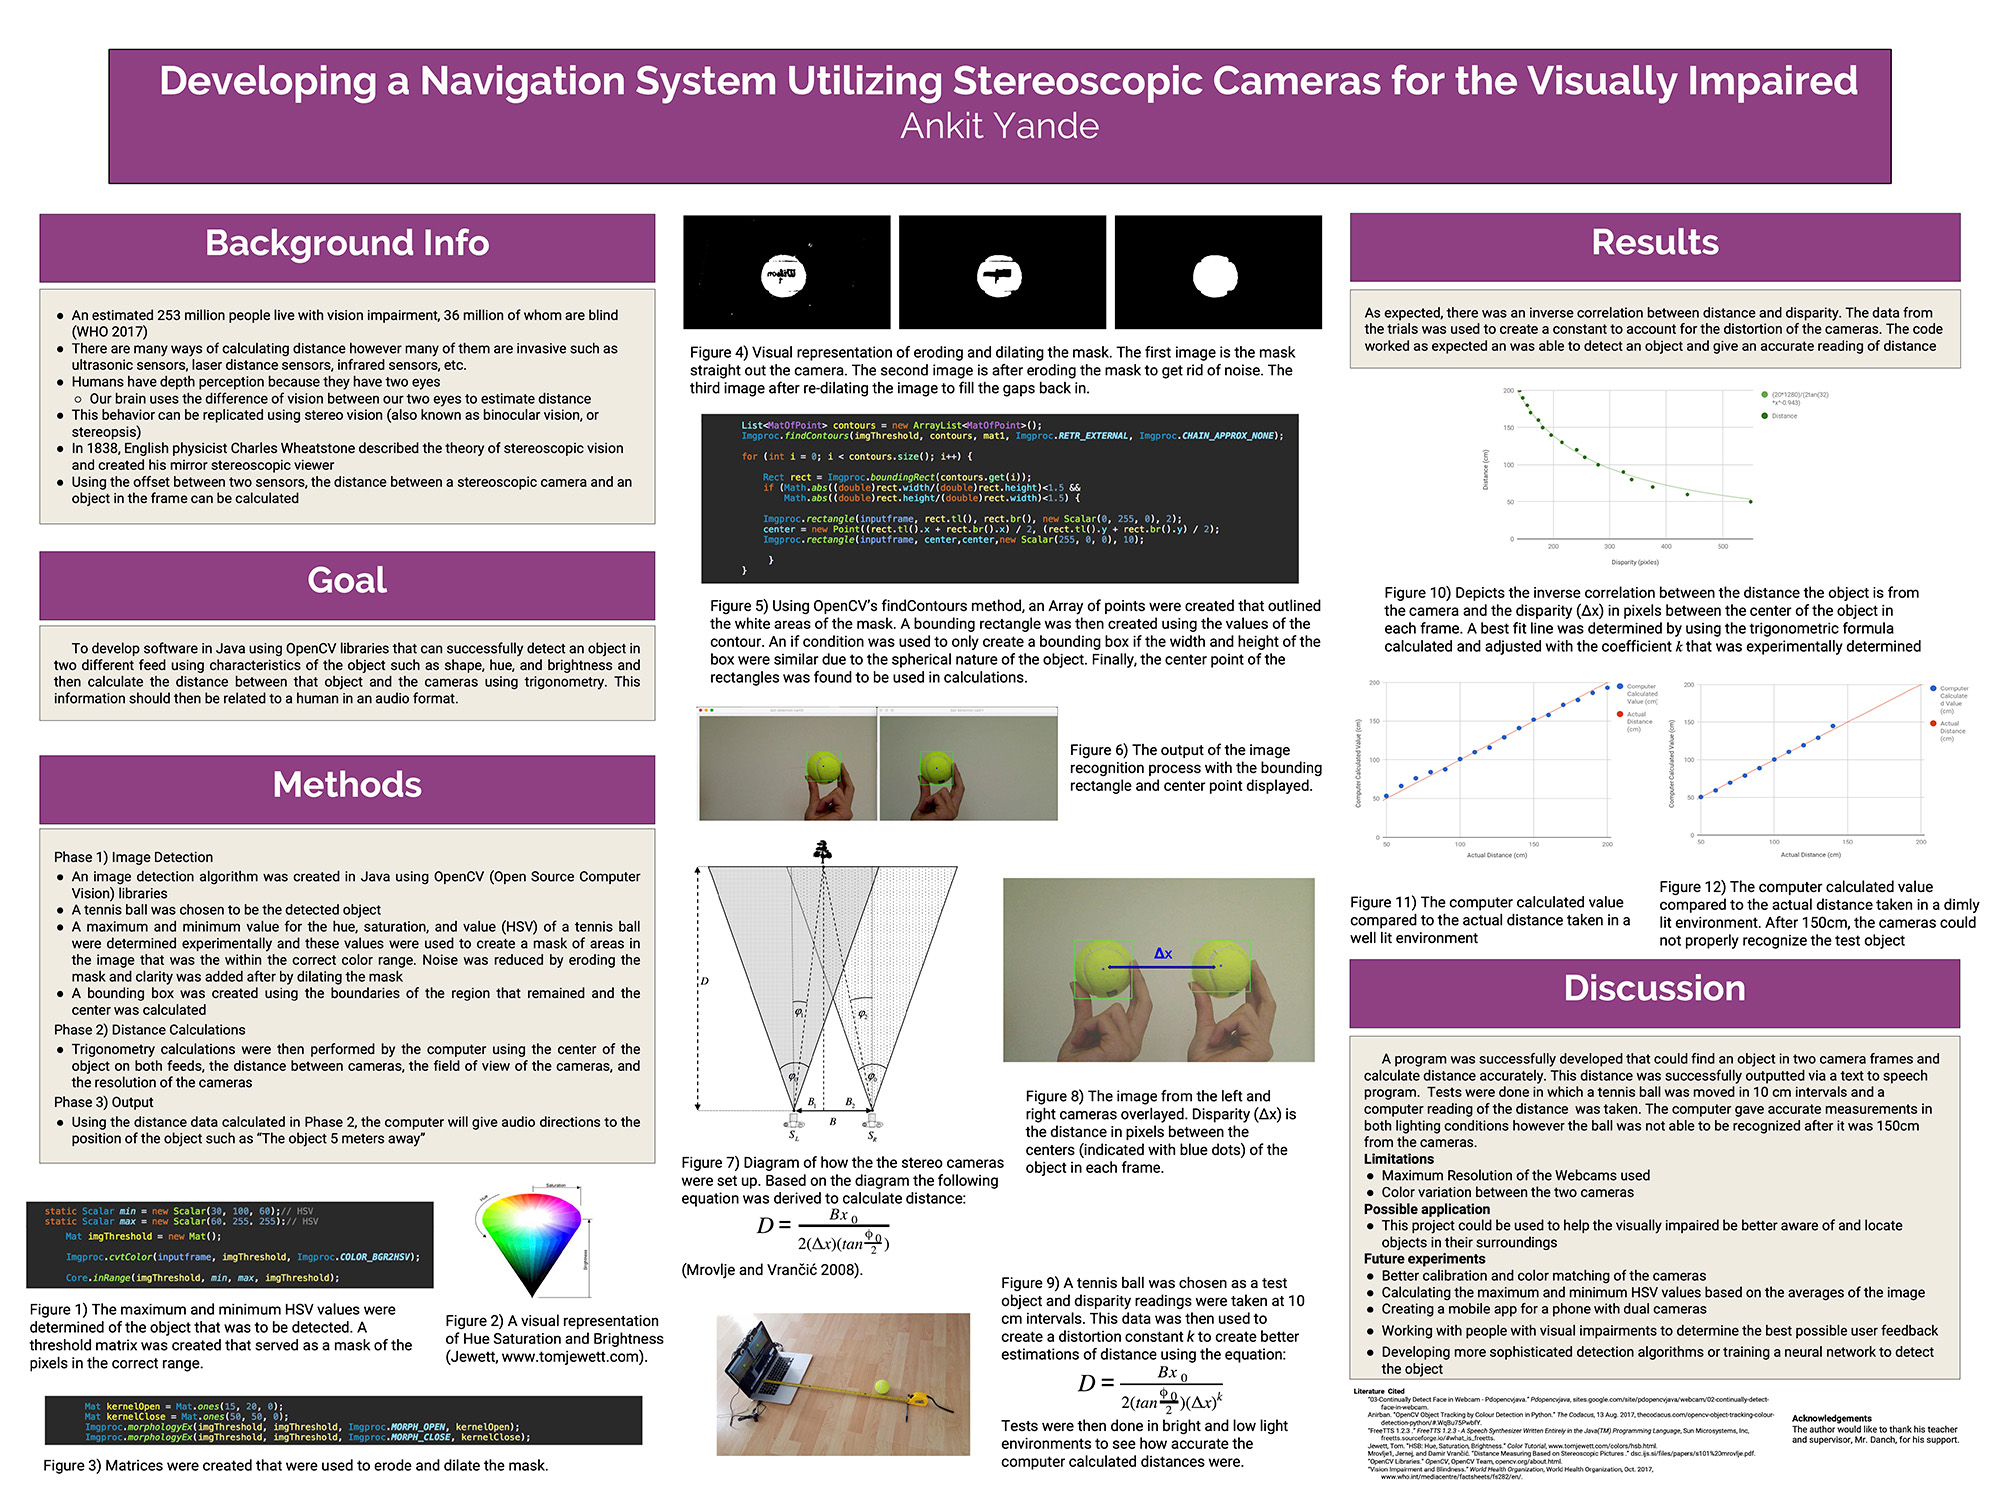 Developing a Navigation System Utilizing Stereoscopic Cameras for the Visually Impaired
Ankit Yande
Background Info
● An estimated 253 million people live with vision impairment, 36 million of whom are blind
(WHO 2017)
● There are many ways of calculating distance however many of them are invasive such as
ultrasonic sensors, laser distance sensors, infrared sensors, etc.
● Humans have depth perception because they have two eyes
○ Our brain uses the difference of vision between our two eyes to estimate distance
● This behavior can be replicated using stereo vision (also known as binocular vision, or
stereopsis)
● In 1838, English physicist Charles Wheatstone described the theory of stereoscopic vision
and created his mirror stereoscopic viewer
● Using the offset between two sensors, the distance between a stereoscopic camera and an
object in the frame can be calculated
Goal
To develop software in Java using OpenCV libraries that can successfully detect an object in
two different feed using characteristics of the object such as shape, hue, and brightness and
then calculate the distance between that object and the cameras using trigonometry. This
information should then be related to a human in an audio format.
Methods
Phase 1) Image Detection
● An image detection algorithm was created in Java using OpenCV (Open Source Computer
Vision) libraries
● A tennis ball was chosen to be the detected object
● A maximum and minimum value for the hue, saturation, and value (HSV) of a tennis ball
were determined experimentally and these values were used to create a mask of areas in
the image that was the within the correct color range. Noise was reduced by eroding the
mask and clarity was added after by dilating the mask
● A bounding box was created using the boundaries of the region that remained and the
center was calculated
Phase 2) Distance Calculations
● Trigonometry calculations were then performed by the computer using the center of the
object on both feeds, the distance between cameras, the field of view of the cameras, and
the resolution of the cameras
Phase 3) Output
● Using the distance data calculated in Phase 2, the computer will give audio directions to the
position of the object such as “The object 5 meters away”
static Scalar min = new Scalar(30, 100, 60);// HSV
static Scalar max = new Scalar(60, 255, 255);// HSV
Mat imgThreshold = new Mat();
Imgproc.cvtColor(inputframe, imgThreshold, Imgproc.COLOR_BGR2HSV);
Core.inRange(imgThreshold, min, max, imgThreshold);
Figure 1) The maximum and minimum HSV values were
determined of the object that was to be detected. A
threshold matrix was created that served as a mask of the
pixels in the correct range.
Hue
Saturation
Brightness
Figure 2) A visual representation
of Hue Saturation and Brightness
(Jewett, www.tomjewett.com).
Mat kernelOpen = Mat.ones(15, 20, 0);
Mat kernelClose = Mat.ones(50, 50, 0);
Imgproc.morphologyEx(imgThreshold, imgThreshold, Imgproc.MORPH_OPEN, kernelOpen);
Imgproc.morphologyEx(imgThreshold, imgThreshold, Imgproc.MORPH_CLOSE, kernelClose);
Figure 3) Matrices were created that were used to erode and dilate the mask.
Figure 4) Visual representation of eroding and dilating the mask. The first image is the mask
straight out the camera. The second image is after eroding the mask to get rid of noise. The
third image after re-dilating the image to fill the gaps back in.
List<MatOfPoint> contours = new ArrayList<MatOfPoint>();
Imgproc.findContours(imgThreshold, contours, mat1, Imgproc.RETR_EXTERNAL, Imgproc.CHAIN_APPROX_NONE);
for (int i = 0; i < contours.size(); i++) {
Rect rect = Imgproc.boundingRect(contours.get(i));
if (Math.abs((double)rect.width/(double)rect.height)<1.5 &&
Math.abs((double)rect.height/(double)rect.width)<1.5) {
Imgproc.rectangle(inputframe, rect.tl(), rect.br(), new Scalar(0, 255, 0), 2);
center = new Point((rect.tl().x + rect.br().x) / 2, (rect.tl().y + rect.br().y) / 2);
Imgproc.rectangle(inputframe, center,center,new Scalar(255, 0, 0), 10);
}
}
Figure 5) Using OpenCV’s findContours method, an Array of points were created that outlined
the white areas of the mask. A bounding rectangle was then created using the values of the
contour. An if condition was used to only create a bounding box if the width and height of the
box were similar due to the spherical nature of the object. Finally, the center point of the
rectangles was found to be used in calculations.
Figure 6) The output of the image
recognition process with the bounding
rectangle and center point displayed.
D
φ1
φ2
φ0
φ0
B1
B2
B
SL
SR
Figure 7) Diagram of how the the stereo cameras
were set up. Based on the diagram the following
equation was derived to calculate distance:
D = Bx0 / 2(Δx)(tan ϕ0/2)
(Mrovlje and Vrančić 2008).
Δx
Figure 8) The image from the left and
right cameras overlayed. Disparity (Δx) is
the distance in pixels between the
centers (indicated with blue dots) of the
object in each frame.
Figure 9) A tennis ball was chosen as a test
object and disparity readings were taken at 10
cm intervals. This data was then used to
create a distortion constant k to create better
estimations of distance using the equation:
D = Bx0 / 2(tan ϕ0/2)(Δx)^k
Tests were then done in bright and low light
environments to see how accurate the
computer calculated distances were.
Results
As expected, there was an inverse correlation between distance and disparity. The data from
the trials was used to create a constant to account for the distortion of the cameras. The code
worked as expected an was able to detect an object and give an accurate reading of distance
200
150
100
50
0
Distance (cm)
200 300 400 500
Disparity (pixles)
(20*1280)/(2tan(32)
*x^-0.943)
Distance
Figure 10) Depicts the inverse correlation between the distance the object is from
the camera and the disparity (Δx) in pixels between the center of the object in
each frame. A best fit line was determined by using the trigonometric formula
calculated and adjusted with the coefficient k that was experimentally determined
200
150
100
50
0
Computer Calculated Value (cm)
50 100 150 200
Actual Distance (cm)
Computer
Calculated
Value (cm)
Actual
Distance
(cm)
Figure 11) The computer calculated value
compared to the actual distance taken in a
well lit environment
200
150
100
50
0
Computer Calculated Value (cm)
50 100 150 200
Actual Distance (cm)
Computer
Calculate
d Value
(cm)
Actual
Distance
(cm)
Figure 12) The computer calculated value
compared to the actual distance taken in a dimly
lit environment. After 150cm, the cameras could
not properly recognize the test object
Discussion
A program was successfully developed that could find an object in two camera frames and
calculate distance accurately. This distance was successfully outputted via a text to speech
program. Tests were done in which a tennis ball was moved in 10 cm intervals and a
computer reading of the distance was taken. The computer gave accurate measurements in
both lighting conditions however the ball was not able to be recognized after it was 150cm
from the cameras.
Limitations
● Maximum Resolution of the Webcams used
● Color variation between the two cameras
Possible application
● This project could be used to help the visually impaired be better aware of and locate
objects in their surroundings
Future experiments
● Better calibration and color matching of the cameras
● Calculating the maximum and minimum HSV values based on the averages of the image
● Creating a mobile app for a phone with dual cameras
● Working with people with visual impairments to determine the best possible user feedback
● Developing more sophisticated detection algorithms or training a neural network to detect
the object
Literature Cited
“03-Continually Detect Face in Webcam - Pdopencvjava.” Pdopencvjava, sites.google.com/site/pdopencvjava/webcam/02-continually-detect-
face-in-webcam.
Anirban. “OpenCV Object Tracking by Colour Detection in Python.” The Codacus, 13 Aug. 2017, thecodacus.com/opencv-object-tracking-colour-
detection-python/#.WqBu75PwbfY.
“FreeTTS 1.2.3 .” FreeTTS 1.2.3 - A Speech Synthesizer Written Entirely in the Java(TM) Programming Language, Sun Microsystems, Inc,
freetts.sourceforge.io/#what_is_freetts.
Jewett, Tom. “HSB: Hue, Saturation, Brightness.” Color Tutorial, www.tomjewett.com/colors/hsb.html.
Mrovlje1, Jernej, and Damir Vrančić. “Distance Measuring Based on Stereoscopic Pictures .” dsc.ijs.si/files/papers/s101%20mrovlje.pdf.
“OpenCV Libraries.” OpenCV, OpenCV Team, opencv.org/about.html.
“Vision Impairment and Blindness.” World Health Organization, World Health Organization, Oct. 2017,
www.who.int/mediacentre/factsheets/fs282/en/.
Acknowledgements
The author would like to thank his teacher
and supervisor, Mr. Danch, for his support.